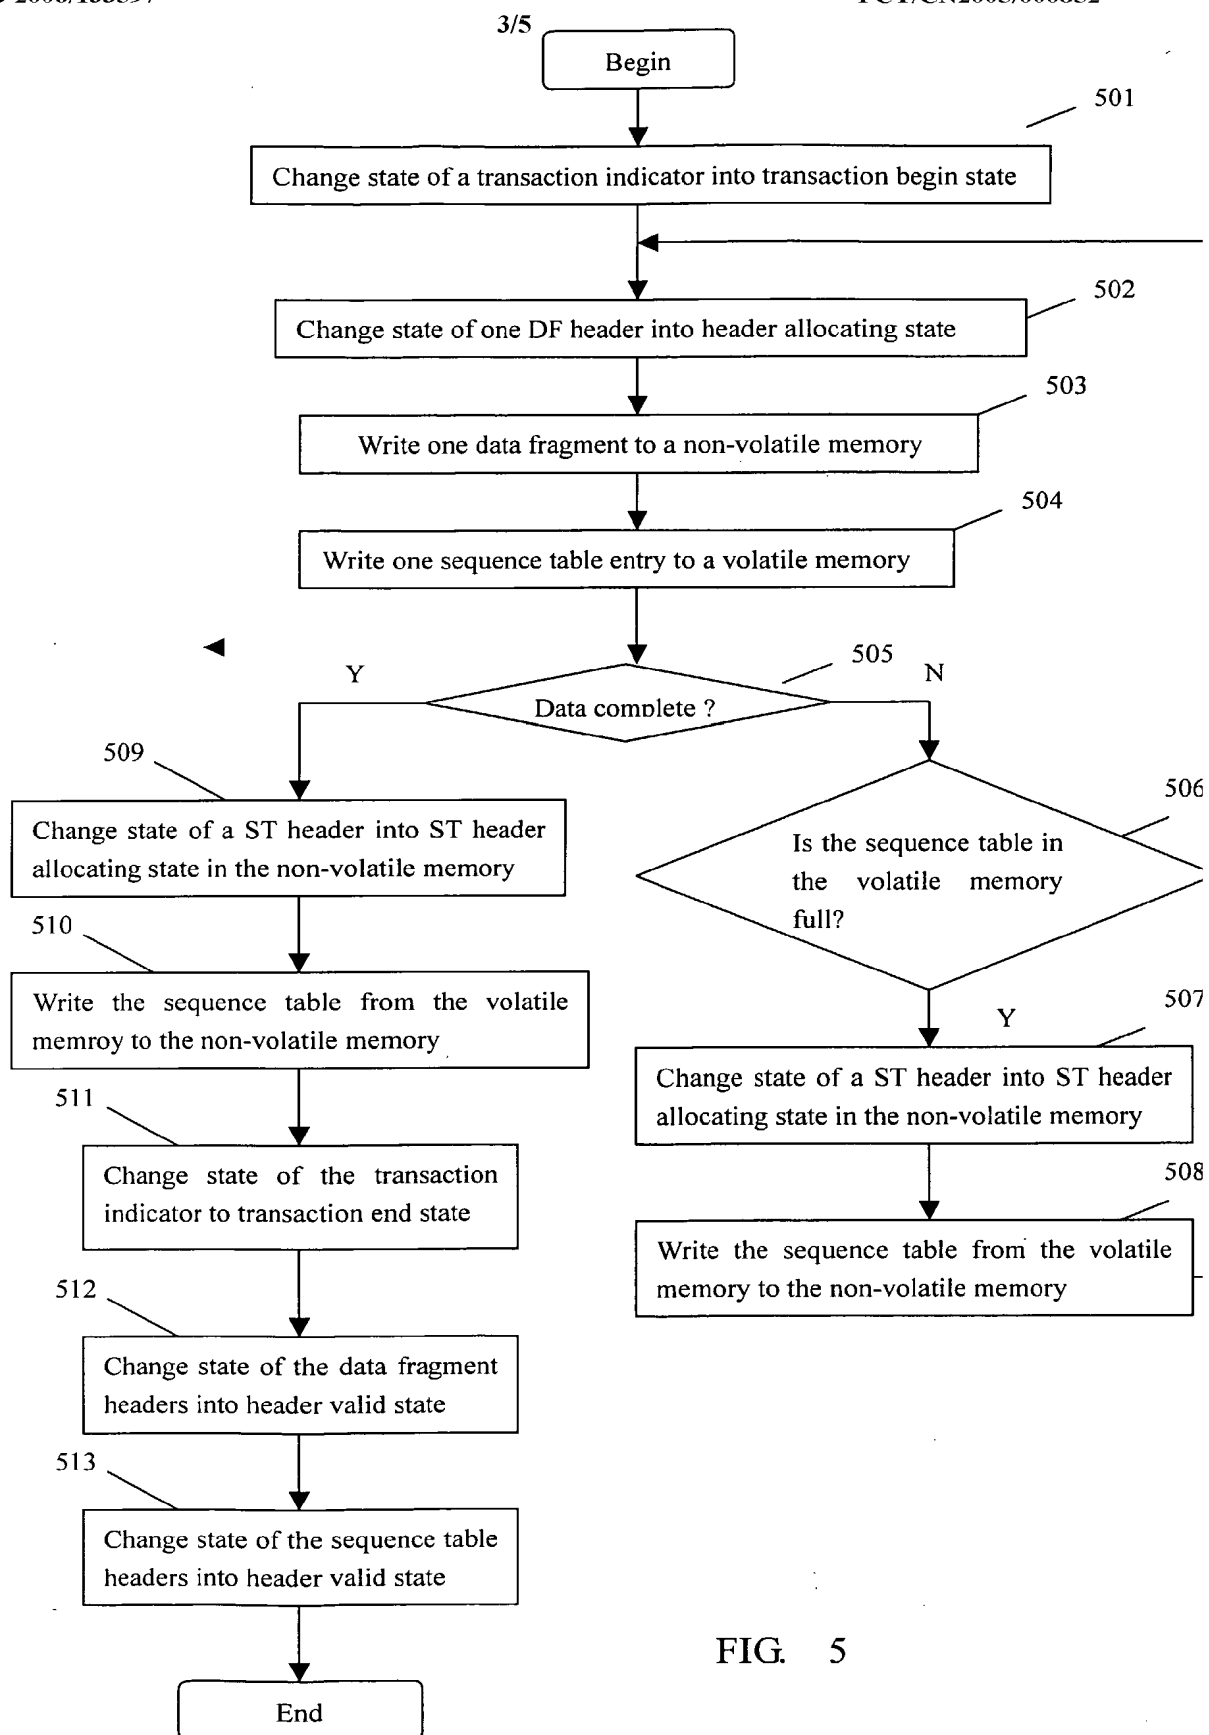 3/5
Begin
501
Change state of a transaction indicator into transaction begin state
502
Change state of one DF header into header allocating state
503
Write one data fragment to a non-volatile memory
504
Write one sequence table entry to a volatile memory
505
Y
N
Data complete ?
509
506
Change state of a ST header into ST header
allocating state in the non-volatile memory
Is the sequence table in
the volatile memory
full?
510
507
Y
Write the sequence table from the volatile
memroy to the non-volatile memory
Change state of a ST header into ST header
allocating state in the non-volatile memory
511
508
Change state of the transaction
indicator to transaction end state
Write the sequence table from the volatile
memory to the non-volatile memory
512
Change state of the data fragment
headers into header valid state
513
Change state of the sequence table
headers into header valid state
FIG. 5
End